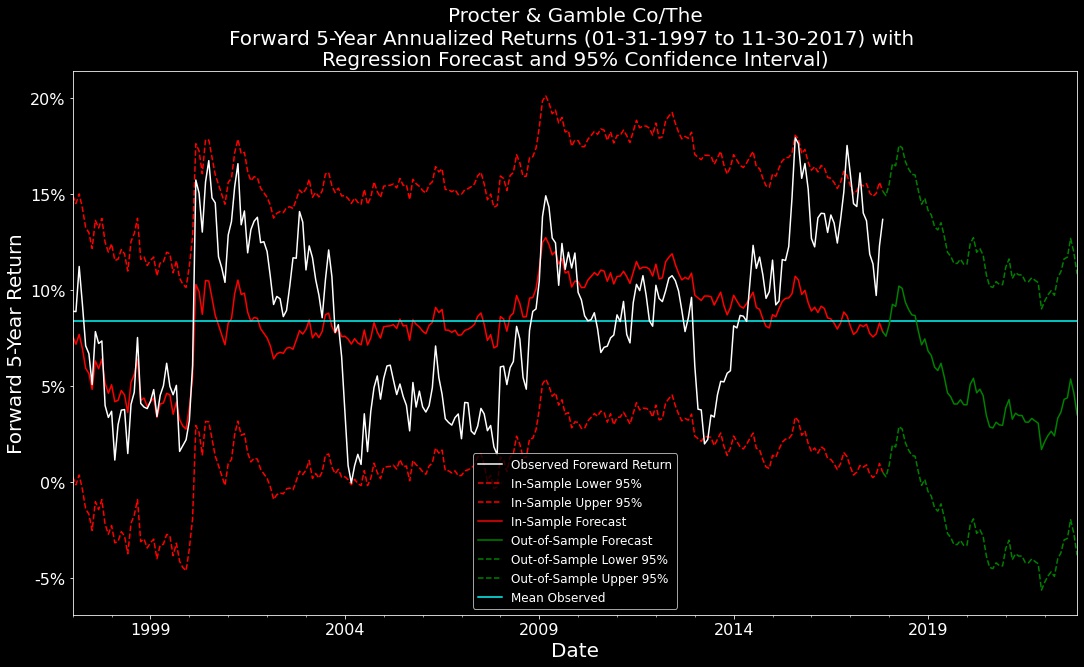 Procter & Gamble Co/The
Forward 5-Year Annualized Returns (01-31-1997 to 11-30-2017) with
Regression Forecast and 95% Confidence Interval)
Forward 5-Year Return
20%
15%
10%
5%
0%
-5%
Observed Foreward Return
In-Sample Lower 95%
In-Sample Upper 95%
In-Sample Forecast
Out-of-Sample Forecast
Out-of-Sample Lower 95%
Out-of-Sample Upper 95%
Mean Observed
1999 2004 2009 2014 2019
Date